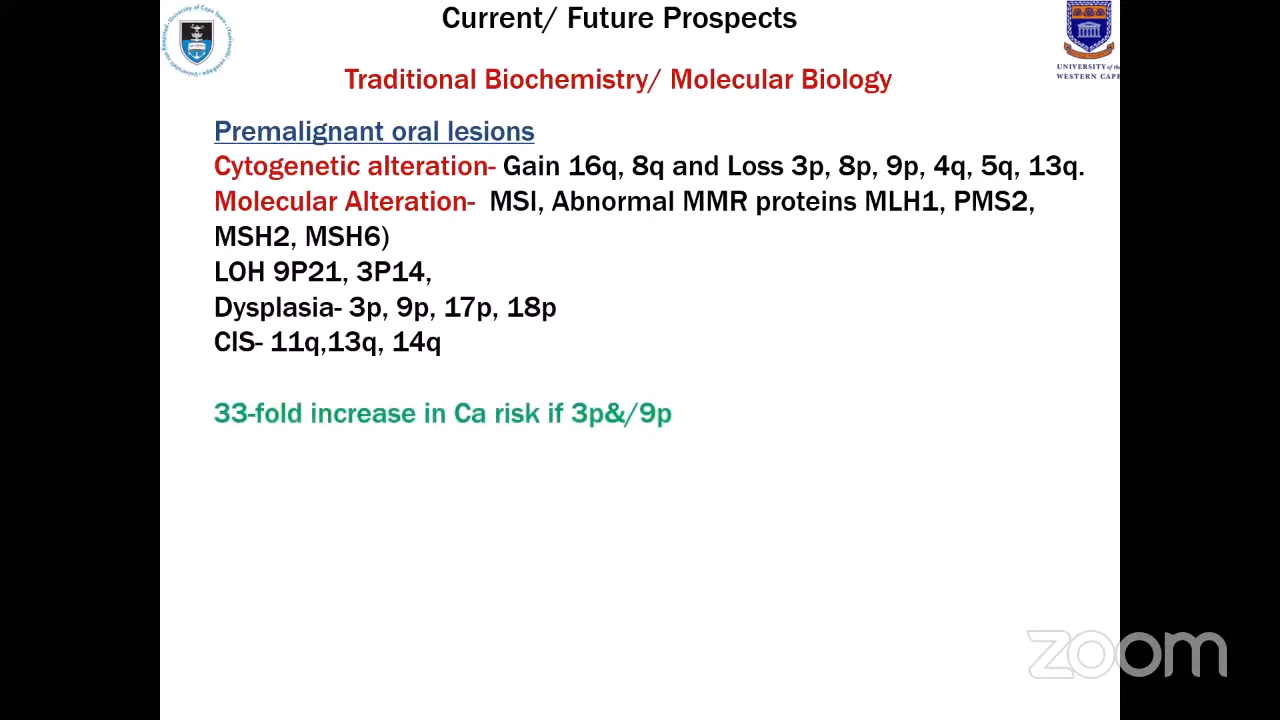 Current/ Future Prospects
UNIVERSITY of the
WESTERN CAPE
Traditional Biochemistry/ Molecular Biology
Premalignant oral lesions
Cytogenetic alteration- Gain 16q, 8q and Loss 3p, 8p, 9p, 4q, 5q, 13q.
Molecular Alteration- MSI, Abnormal MMR proteins MLH1, PMS2,
MSH2, MSH6)
LOH 9P21, 3P14,
Dysplasia- 3p, 9p, 17p, 18p
CIS- 11q,13q, 14q
33-fold increase in Ca risk if 3p&/9p
zoom